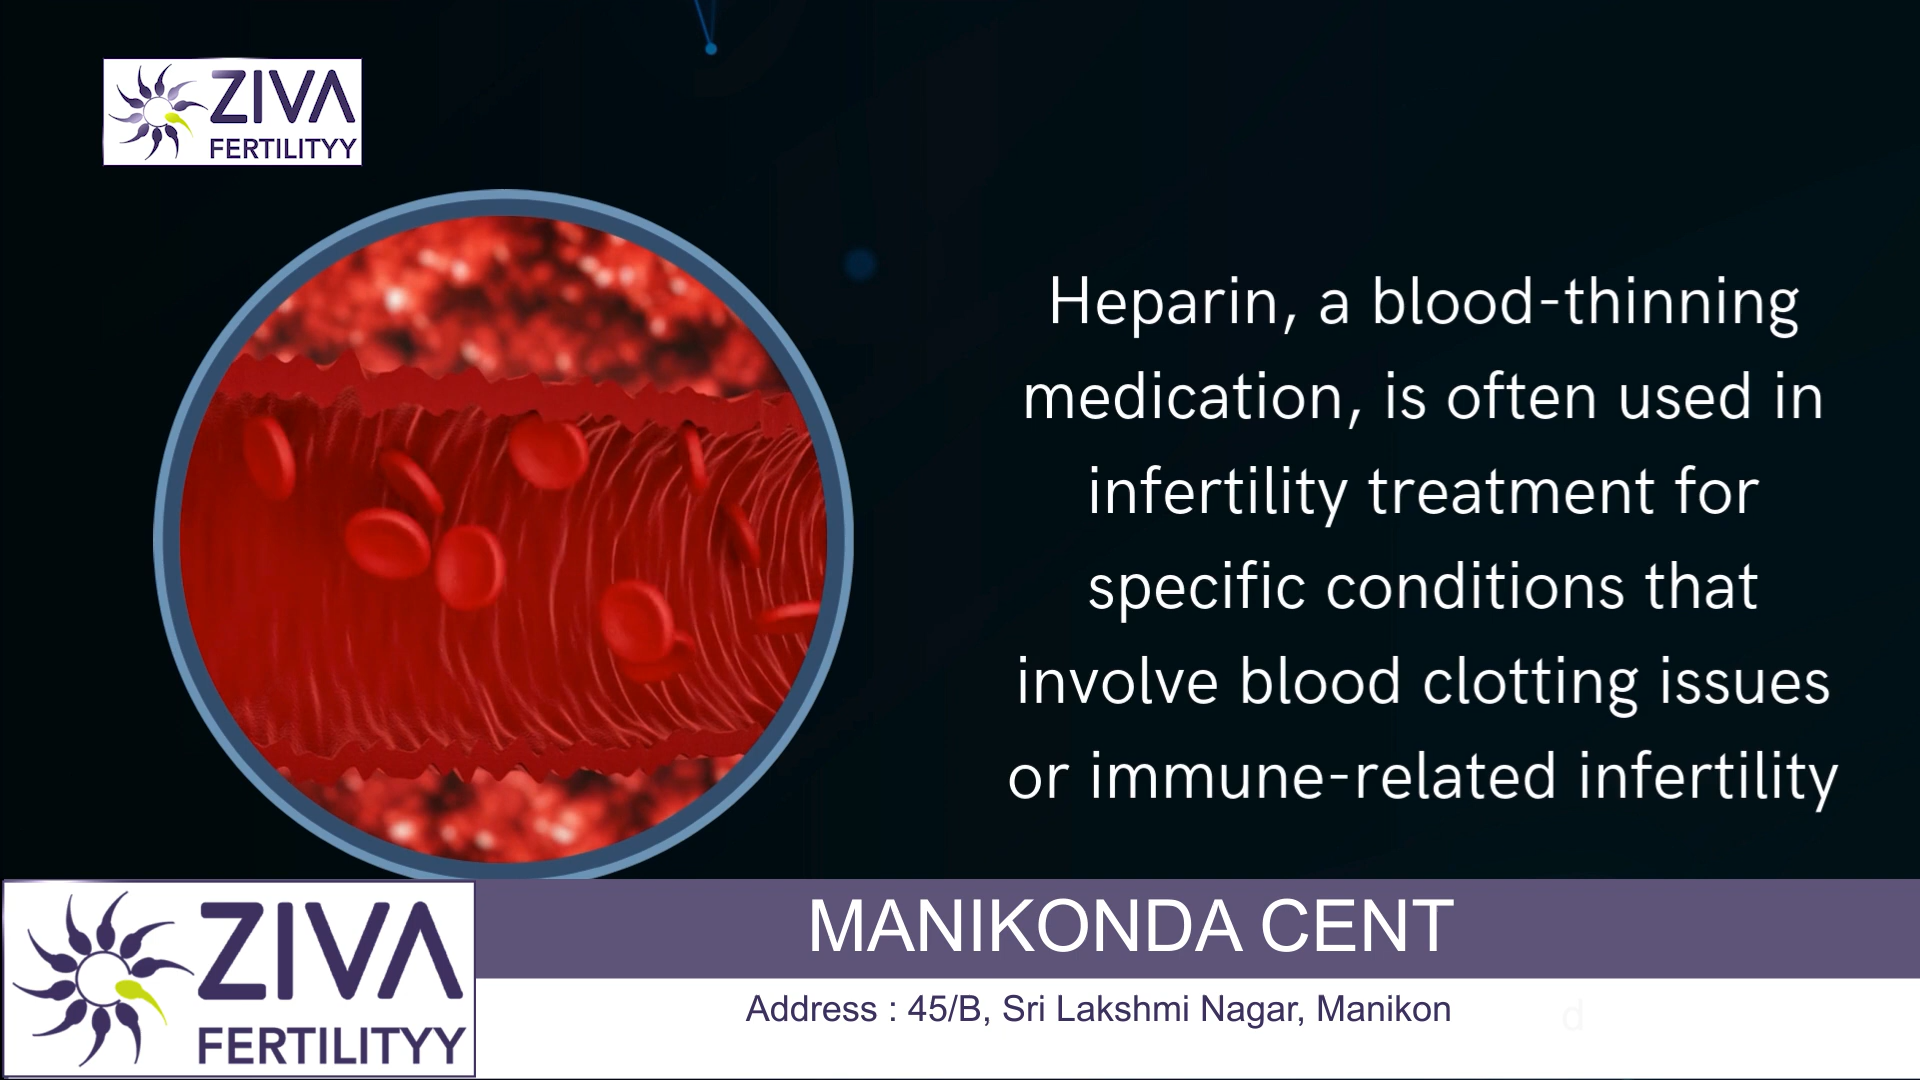 ZIVA
FERTILITYY
Heparin, a blood-thinning
medication, is often used in
infertility treatment for
specific conditions that
involve blood clotting issues
or immune-related infertility
ZIVA
FERTILITYY
MANIKONDA CENT
Address : 45/B, Sri Lakshmi Nagar, Manikon d